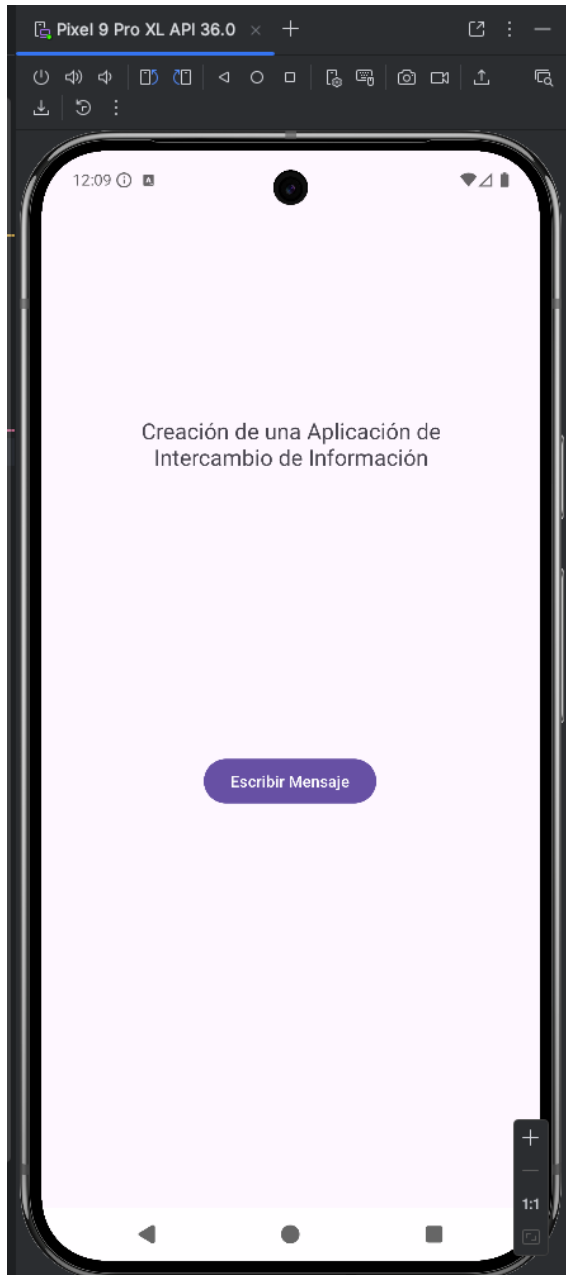 Pixel 9 Pro XL API 36.0
12:09
Creación de una Aplicación de
Intercambio de Información
Escribir Mensaje
1:1